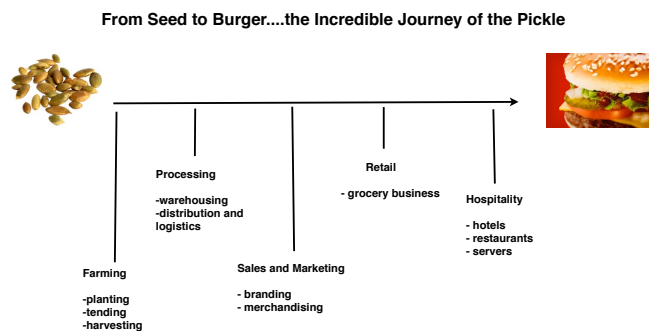 From Seed to Burger....the Incredible Journey of the Pickle
Processing
-warehousing
-distribution and
logistics
Retail
- grocery business
Hospitality
- hotels
- restaurants
- servers
Farming
-planting
-tending
-harvesting
Sales and Marketing
- branding
- merchandising